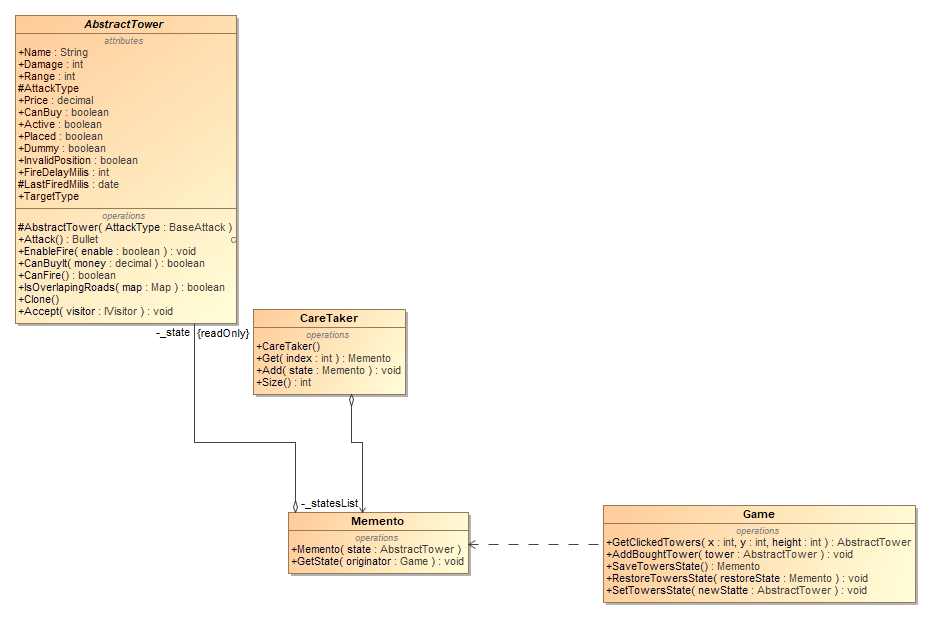 AbstractTower
attributes
+Name : String
+Damage : int
+Range : int
#AttackType
+Price : decimal
+CanBuy : boolean
+Active : boolean
+Placed : boolean
+Dummy : boolean
+InvalidPosition : boolean
+FireDelayMilis : int
#LastFiredMilis : date
+TargetType
operations
#AbstractTower( AttackType : BaseAttack )
+Attack() : Bullet
+EnableFire( enable : boolean ) : void
+CanBuyIt( money : decimal ) : boolean
+CanFire() : boolean
+IsOverlapingRoads( map : Map ) : boolean
+Clone()
+Accept( visitor : IVisitor ) : void
-_state {readOnly}
CareTaker
operations
+CareTaker()
+Get( index : int ) : Memento
+Add( state : Memento ) : void
+Size() : int
-_statesList
Memento
operations
+Memento( state : AbstractTower )
+GetState( originator : Game ) : void
Game
operations
+GetClickedTowers( x : int, y : int, height : int ) : AbstractTower
+AddBoughtTower( tower : AbstractTower ) : void
+SaveTowersState() : Memento
+RestoreTowersState( restoreState : Memento ) : void
+SetTowersState( newStatte : AbstractTower ) : void